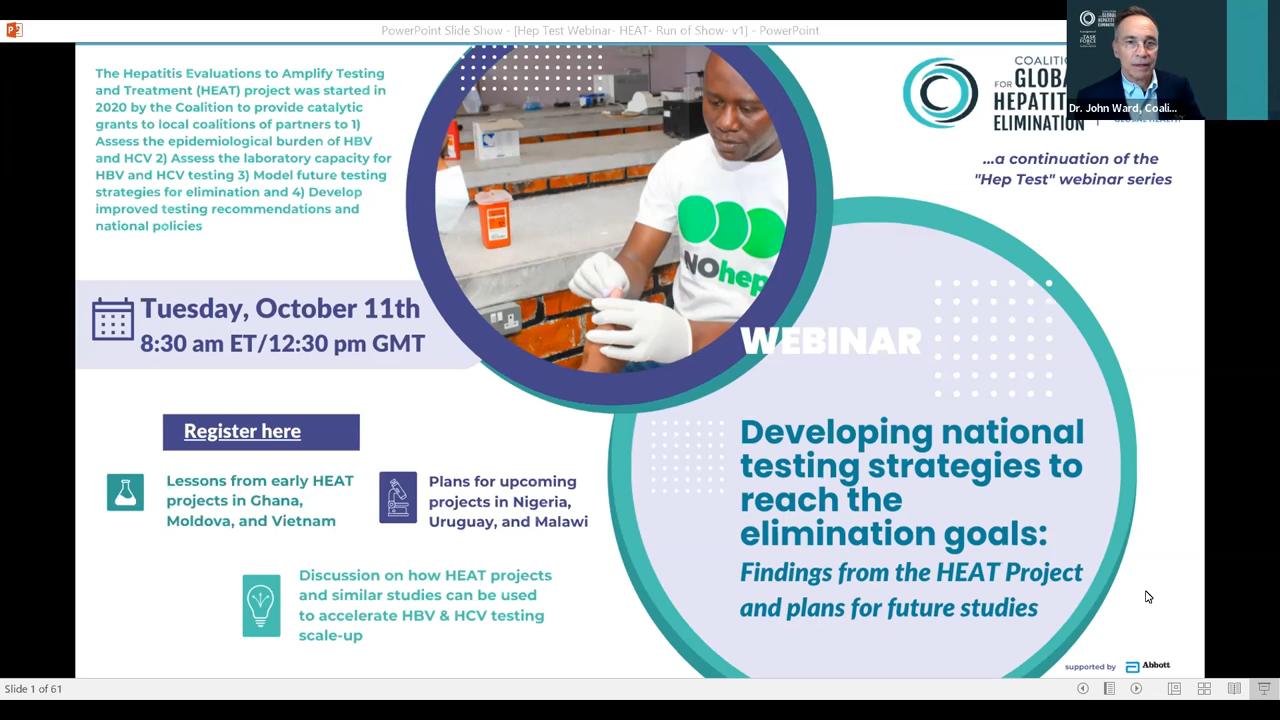 PowerPoint Slide Show - [Hep Test Webinar- HEAT- Run of Show- v1] - PowerPoint
The Hepatitis Evaluations to Amplify Testing
and Treatment (HEAT) project was started in
2020 by the Coalition to provide catalytic
grants to local coalitions of partners to 1)
Assess the epidemiological burden of HBV
and HCV 2) Assess the laboratory capacity for
HBV and HCV testing 3) Model future testing
strategies for elimination and 4) Develop
improved testing recommendations and
national policies
Tuesday, October 11th
8:30 am ET/12:30 pm GMT
Register here
Lessons from early HEAT
projects in Ghana,
Moldova, and Vietnam
Plans for upcoming
projects in Nigeria,
Uruguay, and Malawi
Discussion on how HEAT projects
and similar studies can be used
to accelerate HBV & HCV testing
scale-up
NOhep
COALITI
FOR GLOBAL
HEPATITIS
ELIMINATION
Dr. John Ward, Coali...
...a continuation of the
"Hep Test" webinar series
WEBINAR
Developing national
testing strategies to
reach the
elimination goals:
Findings from the HEAT Project
and plans for future studies
supported by Abbott
Slide 1 of 61